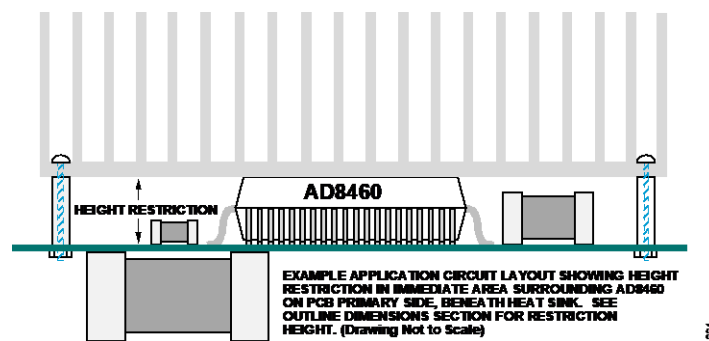 AD8460
HEIGHT RESTRICTION
EXAMPLE APPLICATION CIRCUIT LAYOUT SHOWING HEIGHT
RESTRICTION IN IMMEDIATE AREA SURROUNDING AD8460
ON PCB PRIMARY SIDE, BENEATH HEAT SINK. SEE
OUTLINE DIMENSIONS SECTION FOR RESTRICTION
HEIGHT. (Drawing Not to Scale)